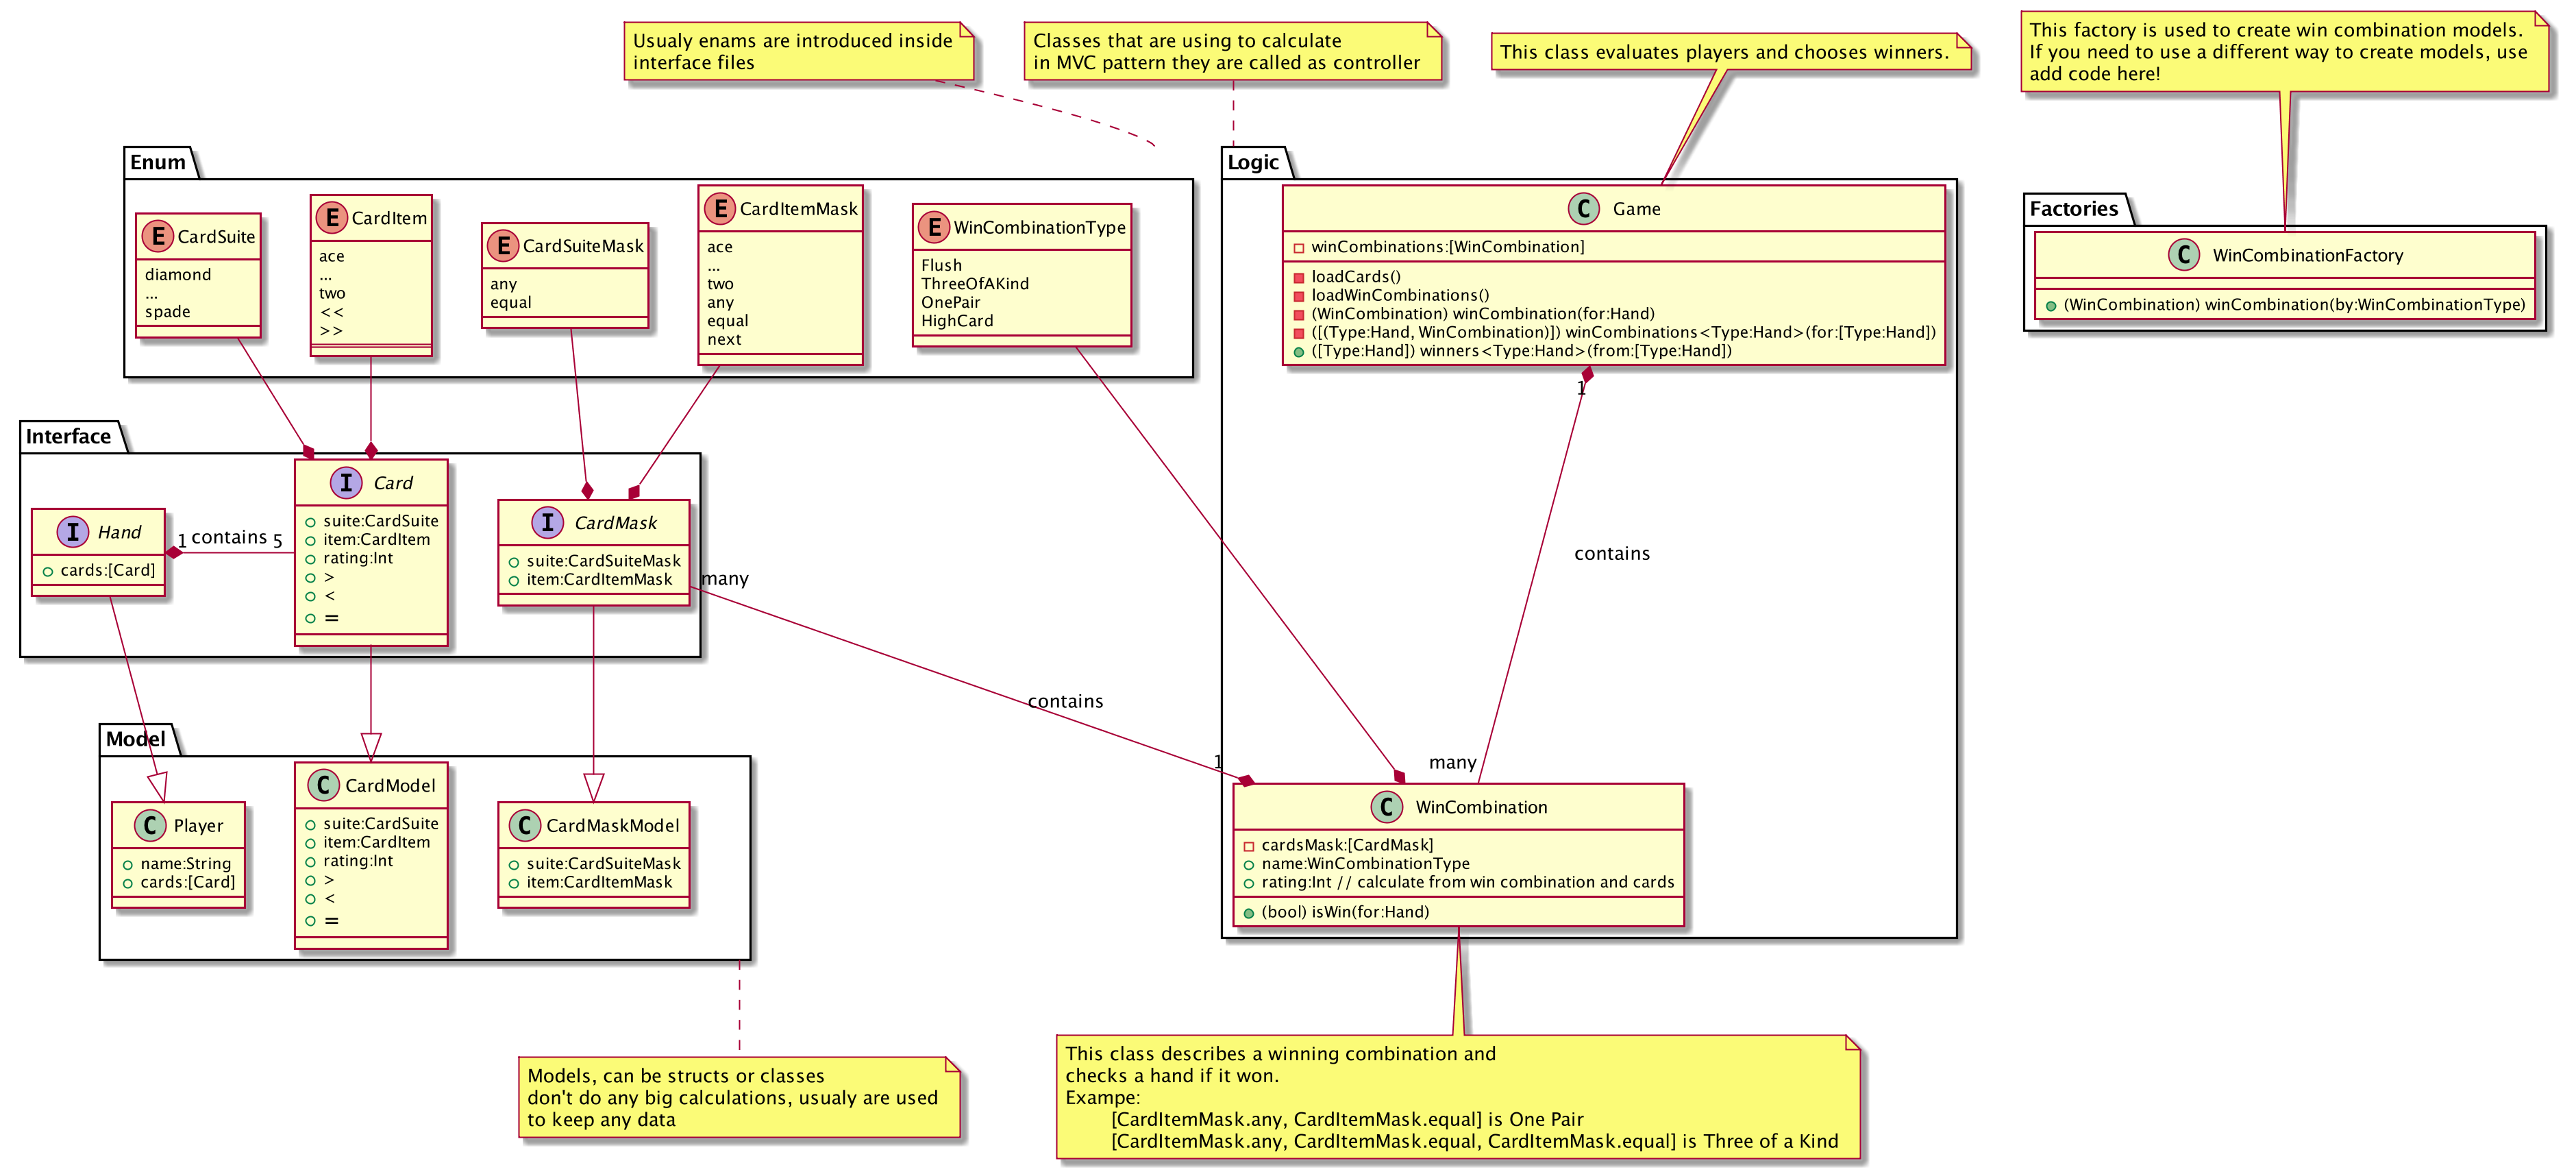 Usualy enams are introduced inside
interface files
Classes that are using to calculate
in MVC pattern they are called as controller
This class evaluates players and chooses winners.
This factory is used to create win combination models.
If you need to use a different way to create models, use
add code here!
Enum
E CardSuite
diamond
...
spade
E CardItem
ace
...
two
<<
>>
E CardSuiteMask
any
equal
E CardItemMask
ace
...
two
any
equal
next
E WinCombinationType
Flush
ThreeOfAKind
OnePair
HighCard
Logic
C Game
winCombinations:[WinCombination]
loadCards()
loadWinCombinations()
(WinCombination) winCombination(for:Hand)
([(Type:Hand, WinCombination)]) winCombinations<Type:Hand>(for:[Type:Hand])
([Type:Hand]) winners<Type:Hand>(from:[Type:Hand])
Factories
C WinCombinationFactory
(WinCombination) winCombination(by:WinCombinationType)
Interface
I Hand
cards:[Card]
1 contains 5
I Card
suite:CardSuite
item:CardItem
rating:Int
>
<
=
I CardMask
suite:CardSuiteMask
item:CardItemMask
many
contains
1
1
contains
many
Model
C Player
name:String
cards:[Card]
C CardModel
suite:CardSuite
item:CardItem
rating:Int
>
<
=
C CardMaskModel
suite:CardSuiteMask
item:CardItemMask
C WinCombination
cardsMask:[CardMask]
name:WinCombinationType
rating:Int // calculate from win combination and cards
(bool) isWin(for:Hand)
Models, can be structs or classes
don't do any big calculations, usualy are used
to keep any data
This class describes a winning combination and
checks a hand if it won.
Exampe:
[CardItemMask.any, CardItemMask.equal] is One Pair
[CardItemMask.any, CardItemMask.equal, CardItemMask.equal] is Three of a Kind